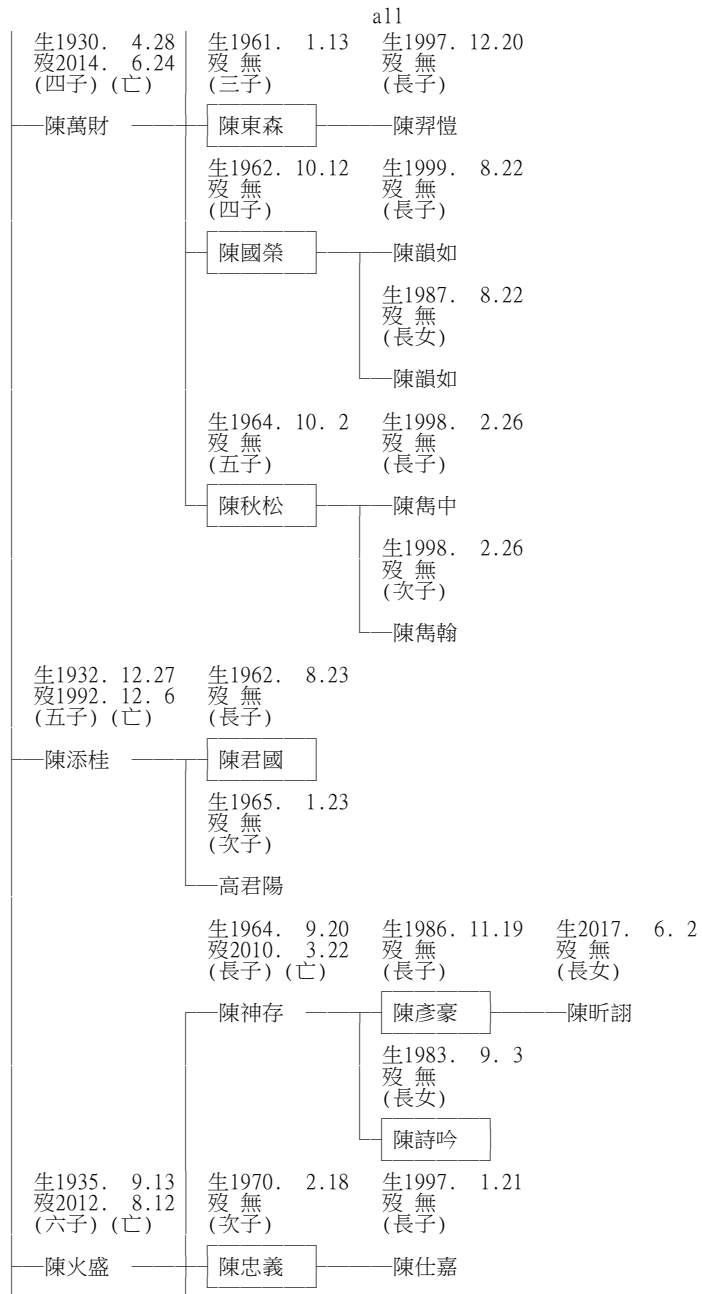 all
生1930. 4.28 生1961. 1.13 生1997. 12.20
歿2014. 6.24 歿 無 歿 無
(四子) (亡) (三子) (長子)
陳萬財 陳東森 陳羿愷
生1962. 10.12 生1999. 8.22
歿 無 歿 無
(四子) (長子)
陳國榮 陳韻如
生1987. 8.22
歿 無
(長女)
陳韻如
生1964. 10. 2 生1998. 2.26
歿 無 歿 無
(五子) (長子)
陳秋松 陳雋中
生1998. 2.26
歿 無
(次子)
陳雋翰
生1932. 12.27 生1962. 8.23
歿1992. 12. 6 歿 無
(五子) (亡) (長子)
陳添桂 陳君國
生1965. 1.23
歿 無
(次子)
高君陽
生1964. 9.20 生1986. 11.19 生2017. 6. 2
歿2010. 3.22 歿 無 歿 無
(長子) (亡) (長子) (長女)
陳神存 陳彥豪 陳昕詡
生1983. 9. 3
歿 無
(長女)
陳詩吟
生1935. 9.13 生1970. 2.18 生1997. 1.21
歿2012. 8.12 歿 無 歿 無
(六子) (亡) (次子) (長子)
陳火盛 陳忠義 陳仕嘉